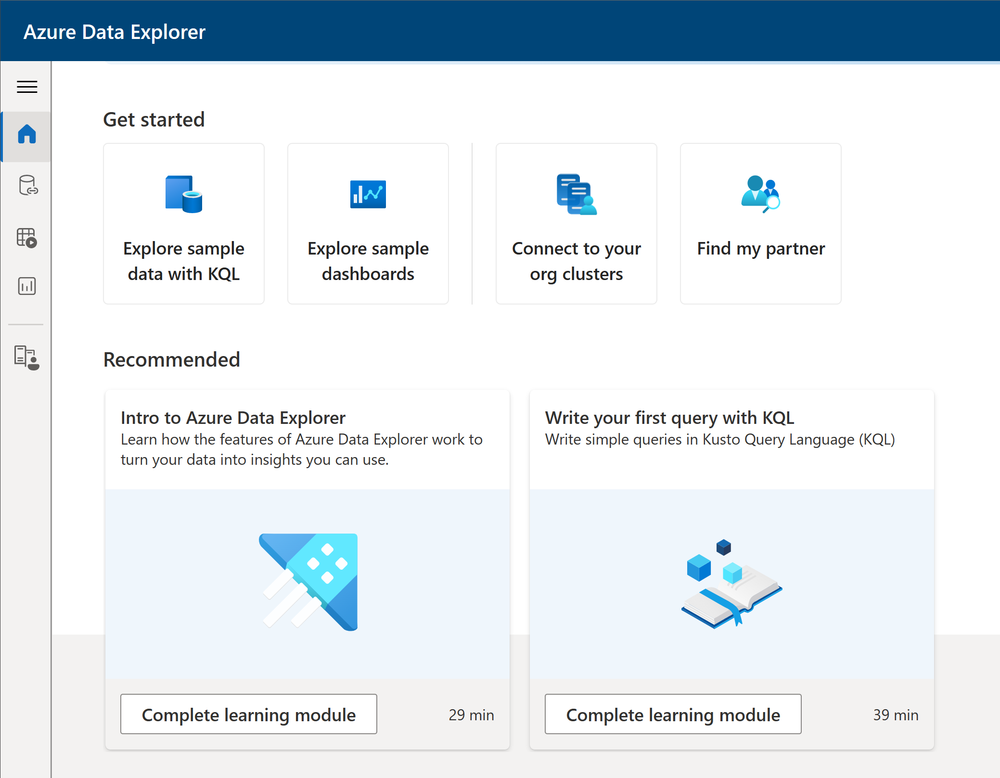 Azure Data Explorer
Get started
Explore sample
data with KQL
Explore sample
dashboards
Connect to your
org clusters
Find my partner
Recommended
Intro to Azure Data Explorer
Learn how the features of Azure Data Explorer work to
turn your data into insights you can use.
Complete learning module
29 min
Write your first query with KQL
Write simple queries in Kusto Query Language (KQL)
Complete learning module
39 min